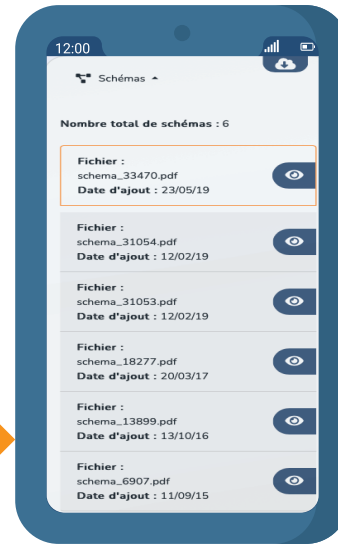 12:00
Schémas
Nombre total de schémas : 6
Fichier :
schema_33470.pdf
Date d'ajout : 23/05/19
Fichier :
schema_31054.pdf
Date d'ajout : 12/02/19
Fichier :
schema_31053.pdf
Date d'ajout : 12/02/19
Fichier :
schema_18277.pdf
Date d'ajout : 20/03/17
Fichier :
schema_13899.pdf
Date d'ajout : 13/10/16
Fichier :
schema_6907.pdf
Date d'ajout : 11/09/15